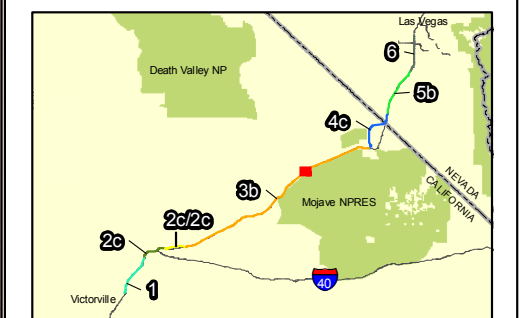 Las Vegas
6
Death Valley NP
5b
4c
NEVADA
CALIFORNIA
3b
Mojave NPRES
2c/2c
2c
40
1
Victorville